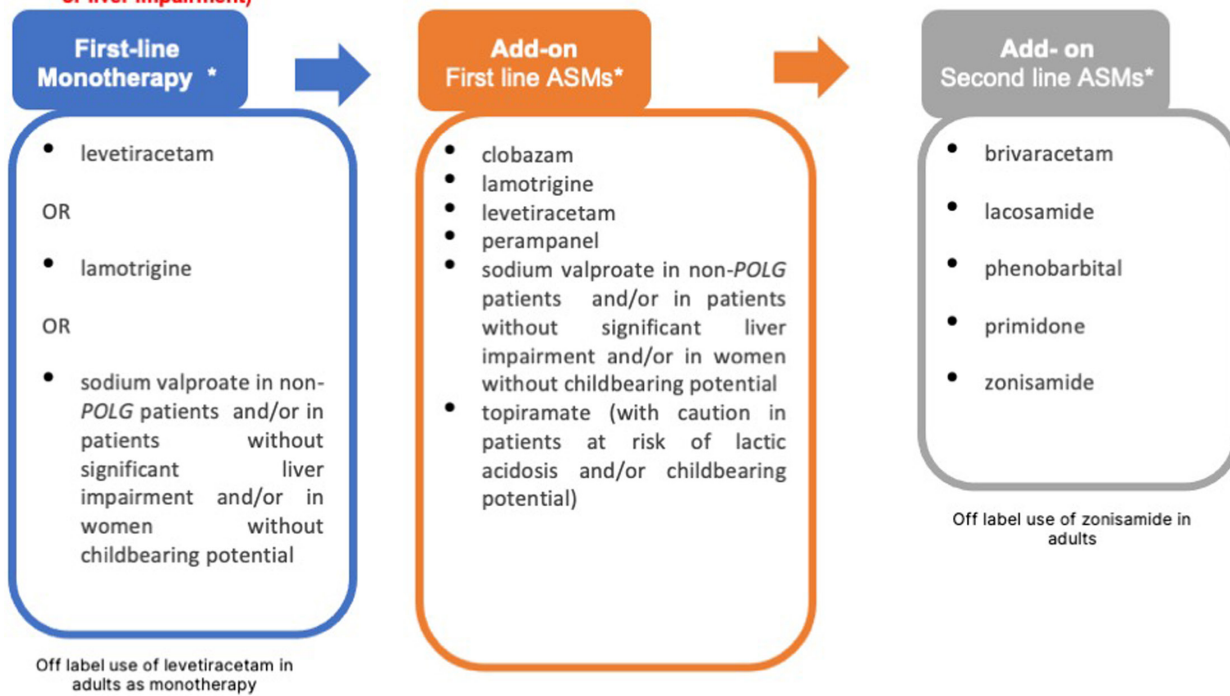 or liver impairment)
First-line
Monotherapy *
• levetiracetam
OR
• lamotrigine
OR
• sodium valproate in non-
POLG patients and/or in
patients without
significant liver
impairment and/or in
women without
childbearing potential
Off label use of levetiracetam in
adults as monotherapy
Add-on
First line ASMs*
• clobazam
• lamotrigine
• levetiracetam
• perampanel
• sodium valproate in non-POLG
patients and/or in patients
without significant liver
impairment and/or in women
without childbearing potential
• topiramate (with caution in
patients at risk of lactic
acidosis and/or childbearing
potential)
Add- on
Second line ASMs*
• brivaracetam
• lacosamide
• phenobarbital
• primidone
• zonisamide
Off label use of zonisamide in
adults